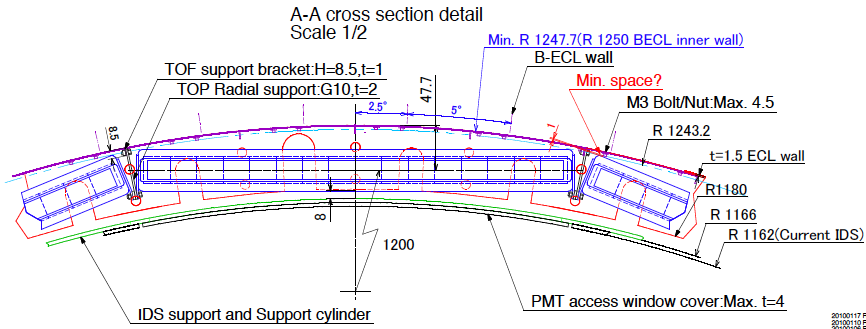 A-A cross section detail
Scale 1/2
Min. R 1247.7(R 1250 BECL inner wall)
B-ECL wall
TOF support bracket:H=8.5,t=1
TOP Radial support:G10,t=2
Min. space?
M3 Bolt/Nut:Max. 4.5
2.5°
5°
47.7
8.5
1
R 1243.2
t=1.5 ECL wall
R1180
R 1166
R 1162(Current IDS)
8
1200
IDS support and Support cylinder
PMT access window cover:Max. t=4
20100117 F
20100110 F